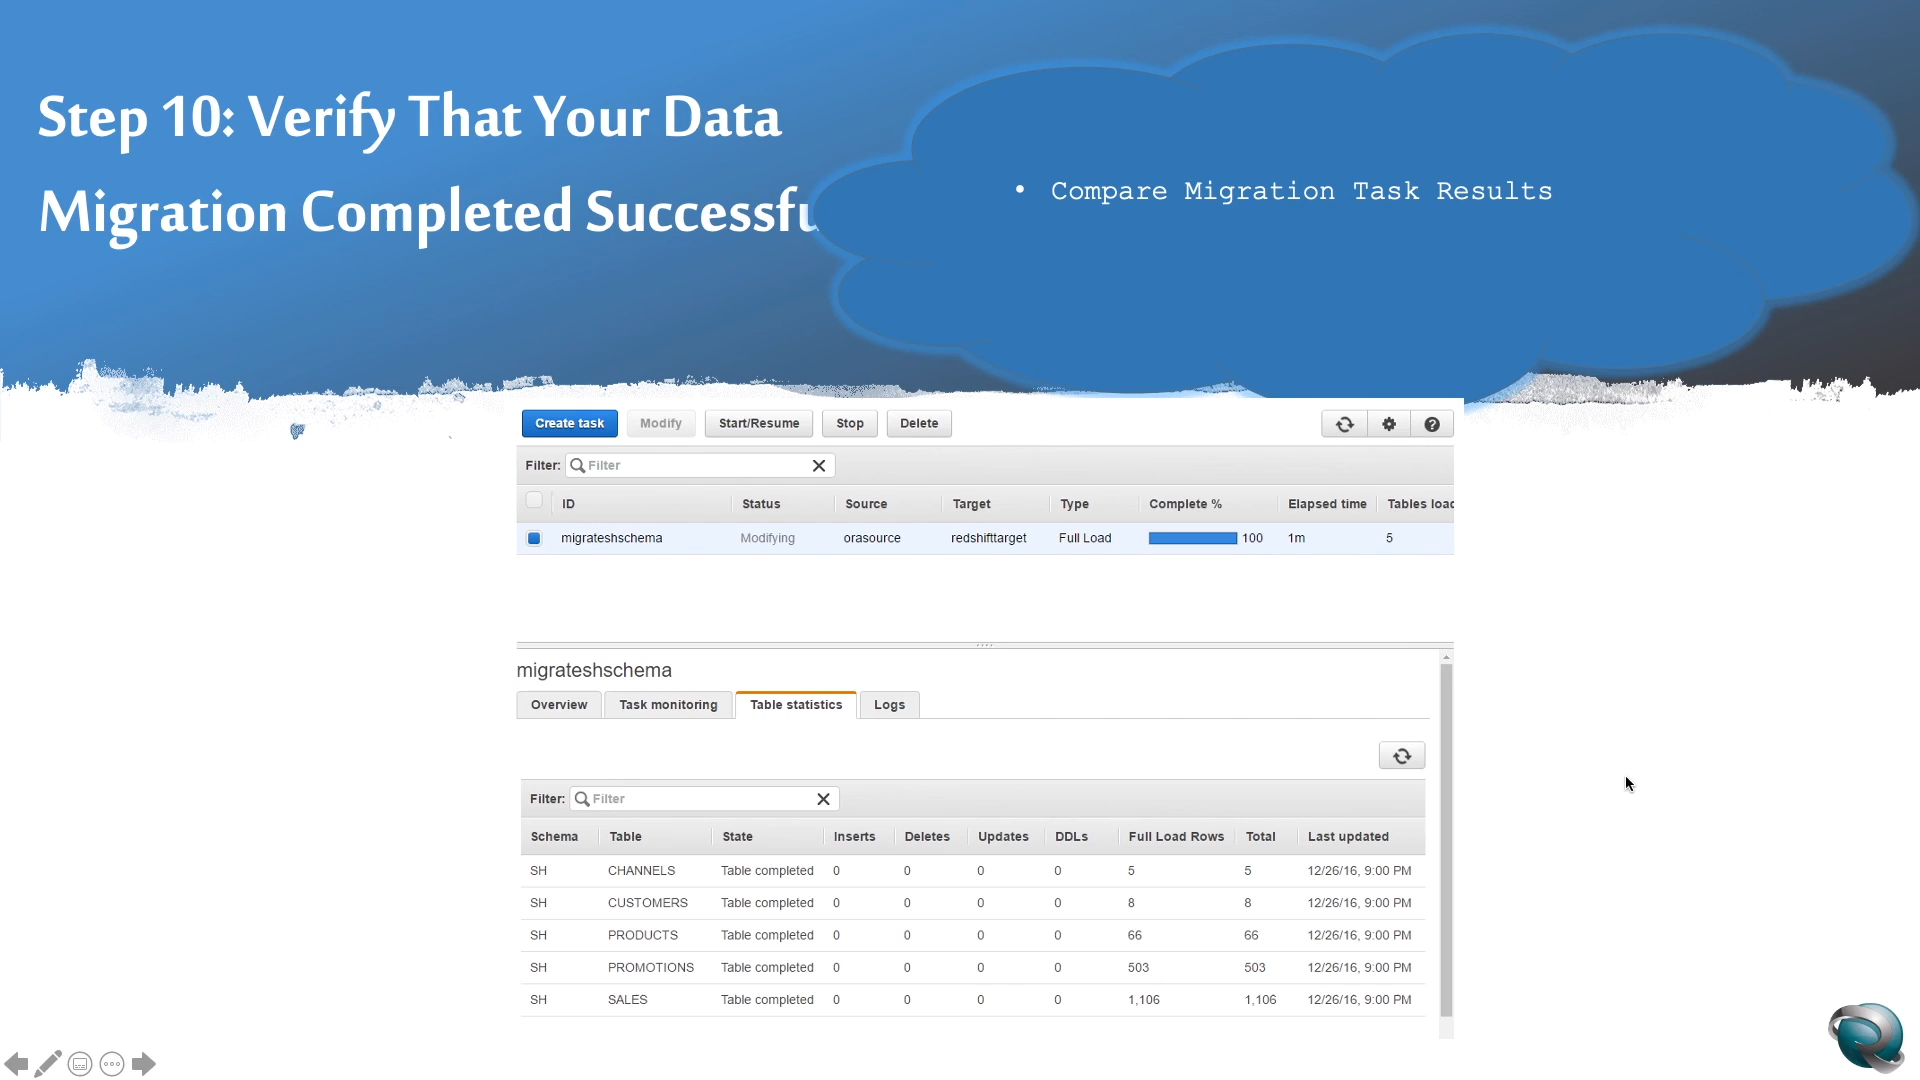 Step 10: Verify That Your Data
Migration Completed Successfu
• Compare Migration Task Results
Create task Modify Start/Resume Stop Delete
Filter: Filter
ID Status Source Target Type Complete % Elapsed time Tables load
migrateshschema Modifying orasource redshifttarget Full Load 100 1m 5
migrateshschema
Overview Task monitoring Table statistics Logs
Filter: Filter
Schema Table State Inserts Deletes Updates DDLs Full Load Rows Total Last updated
SH CHANNELS Table completed 0 0 0 0 5 5 12/26/16, 9:00 PM
SH CUSTOMERS Table completed 0 0 0 0 8 8 12/26/16, 9:00 PM
SH PRODUCTS Table completed 0 0 0 0 66 66 12/26/16, 9:00 PM
SH PROMOTIONS Table completed 0 0 0 0 503 503 12/26/16, 9:00 PM
SH SALES Table completed 0 0 0 0 1,106 1,106 12/26/16, 9:00 PM